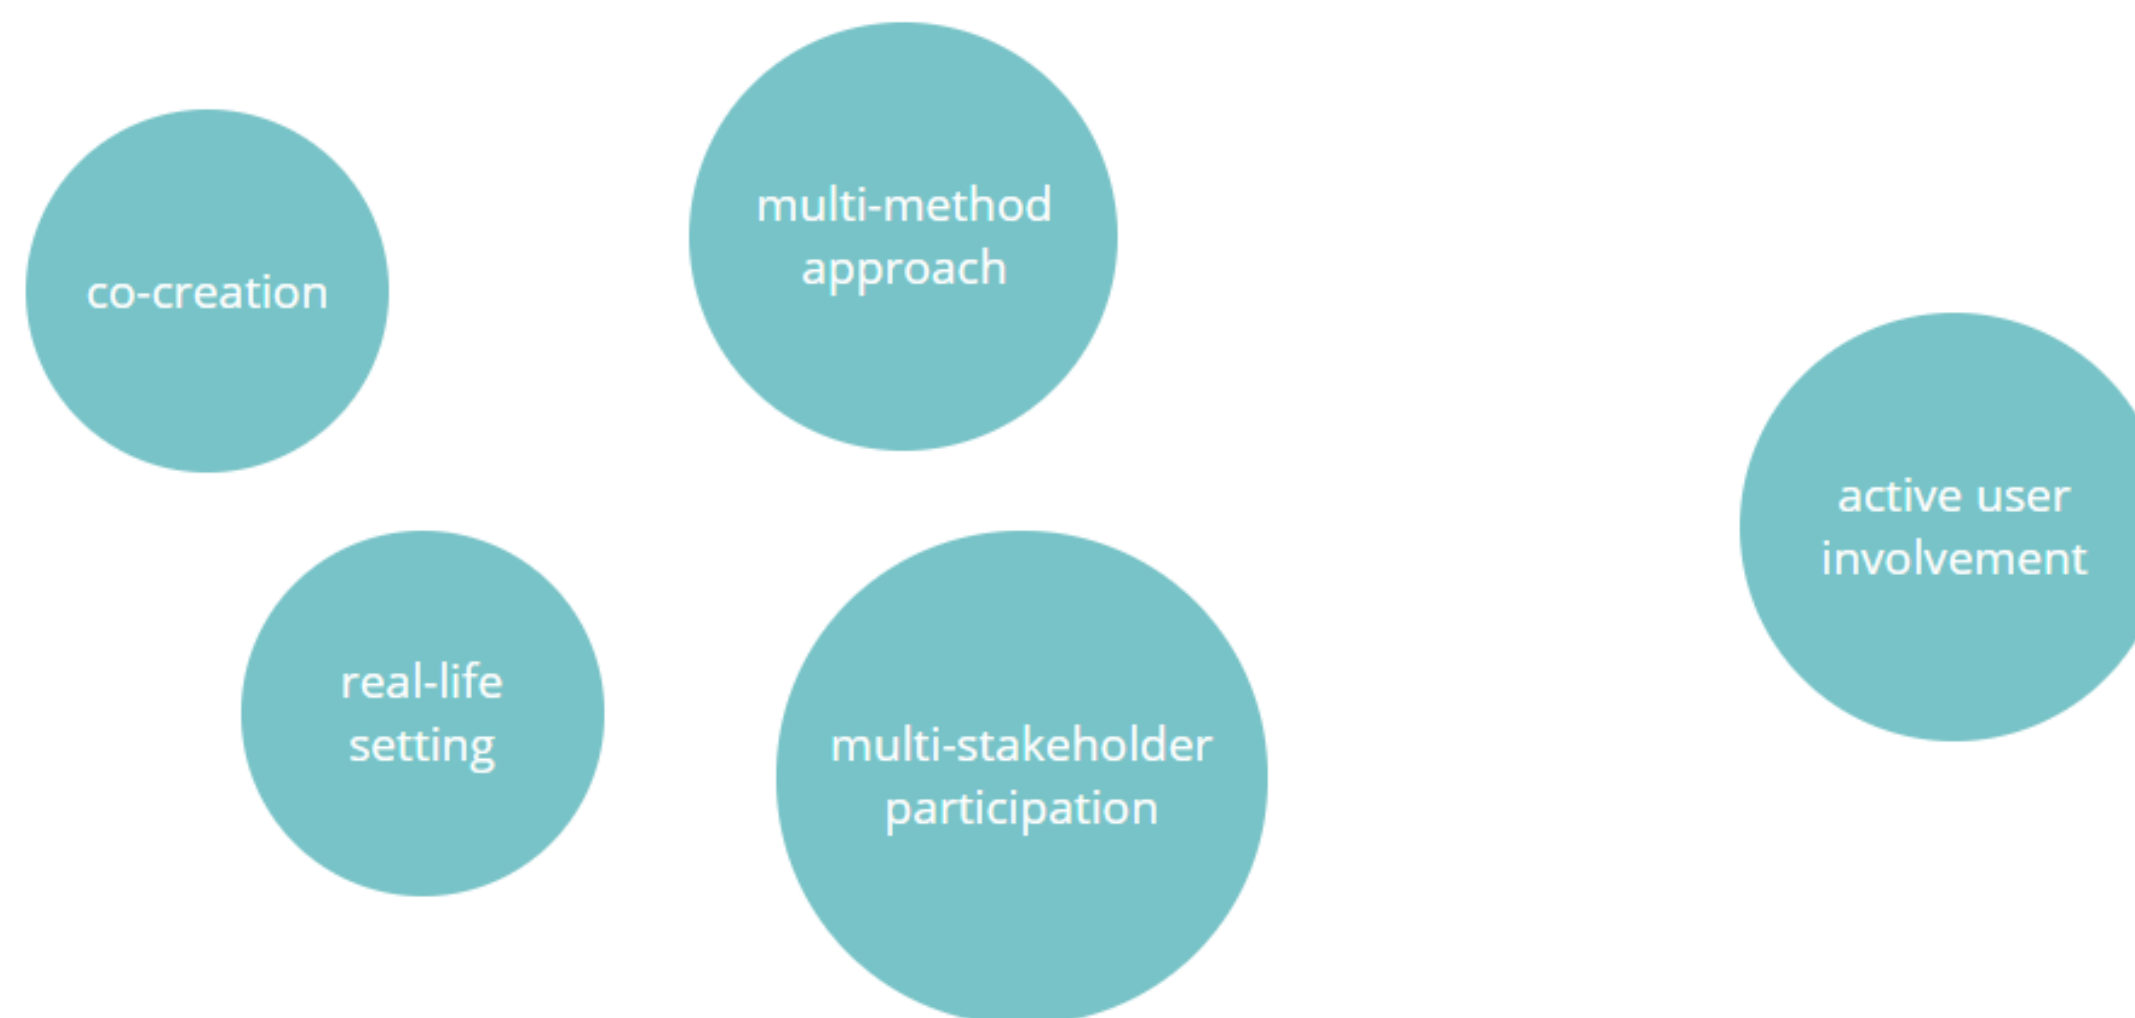 co-creation
multi-method
approach
active user
involvement
real-life
setting
multi-stakeholder
participation